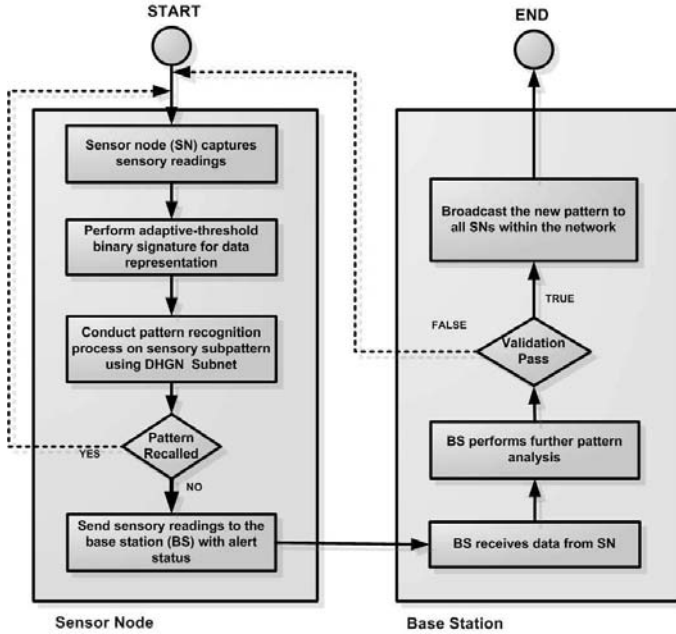 START
Sensor node (SN) captures
sensory readings
Perform adaptive-threshold
binary signature for data
representation
Conduct pattern recognition
process on sensory subpattern
using DHGN Subnet
Pattern
Recalled
YES
NO
Send sensory readings to the
base station (BS) with alert
status
Sensor Node
END
Broadcast the new pattern to
all SNs within the network
TRUE
FALSE
Validation
Pass
BS performs further pattern
analysis
BS receives data from SN
Base Station